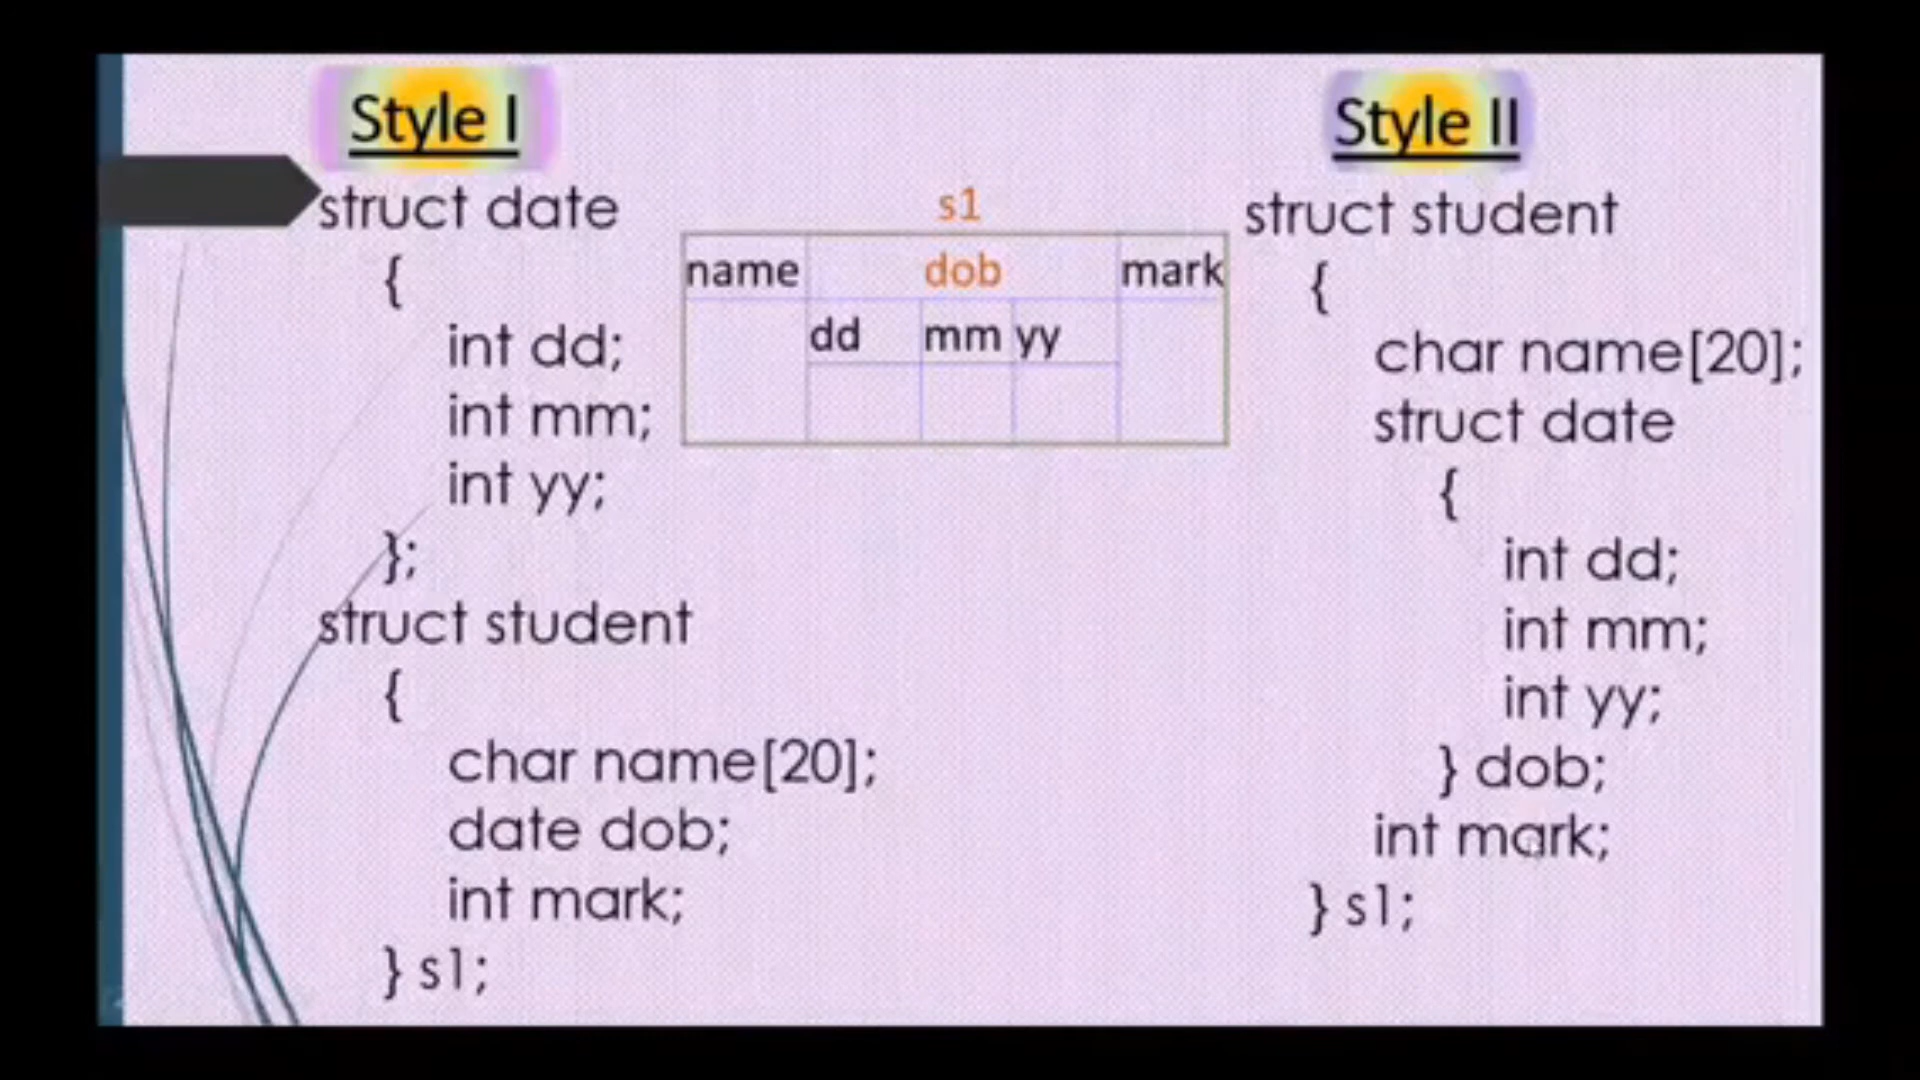 Style I
struct date
{
int dd;
int mm;
int yy;
};
struct student
{
char name[20];
date dob;
int mark;
} s1;
s1
name dob mark
dd mm yy
Style II
struct student
{
char name[20];
struct date
{
int dd;
int mm;
int yy;
} dob;
int mark;
} s1;